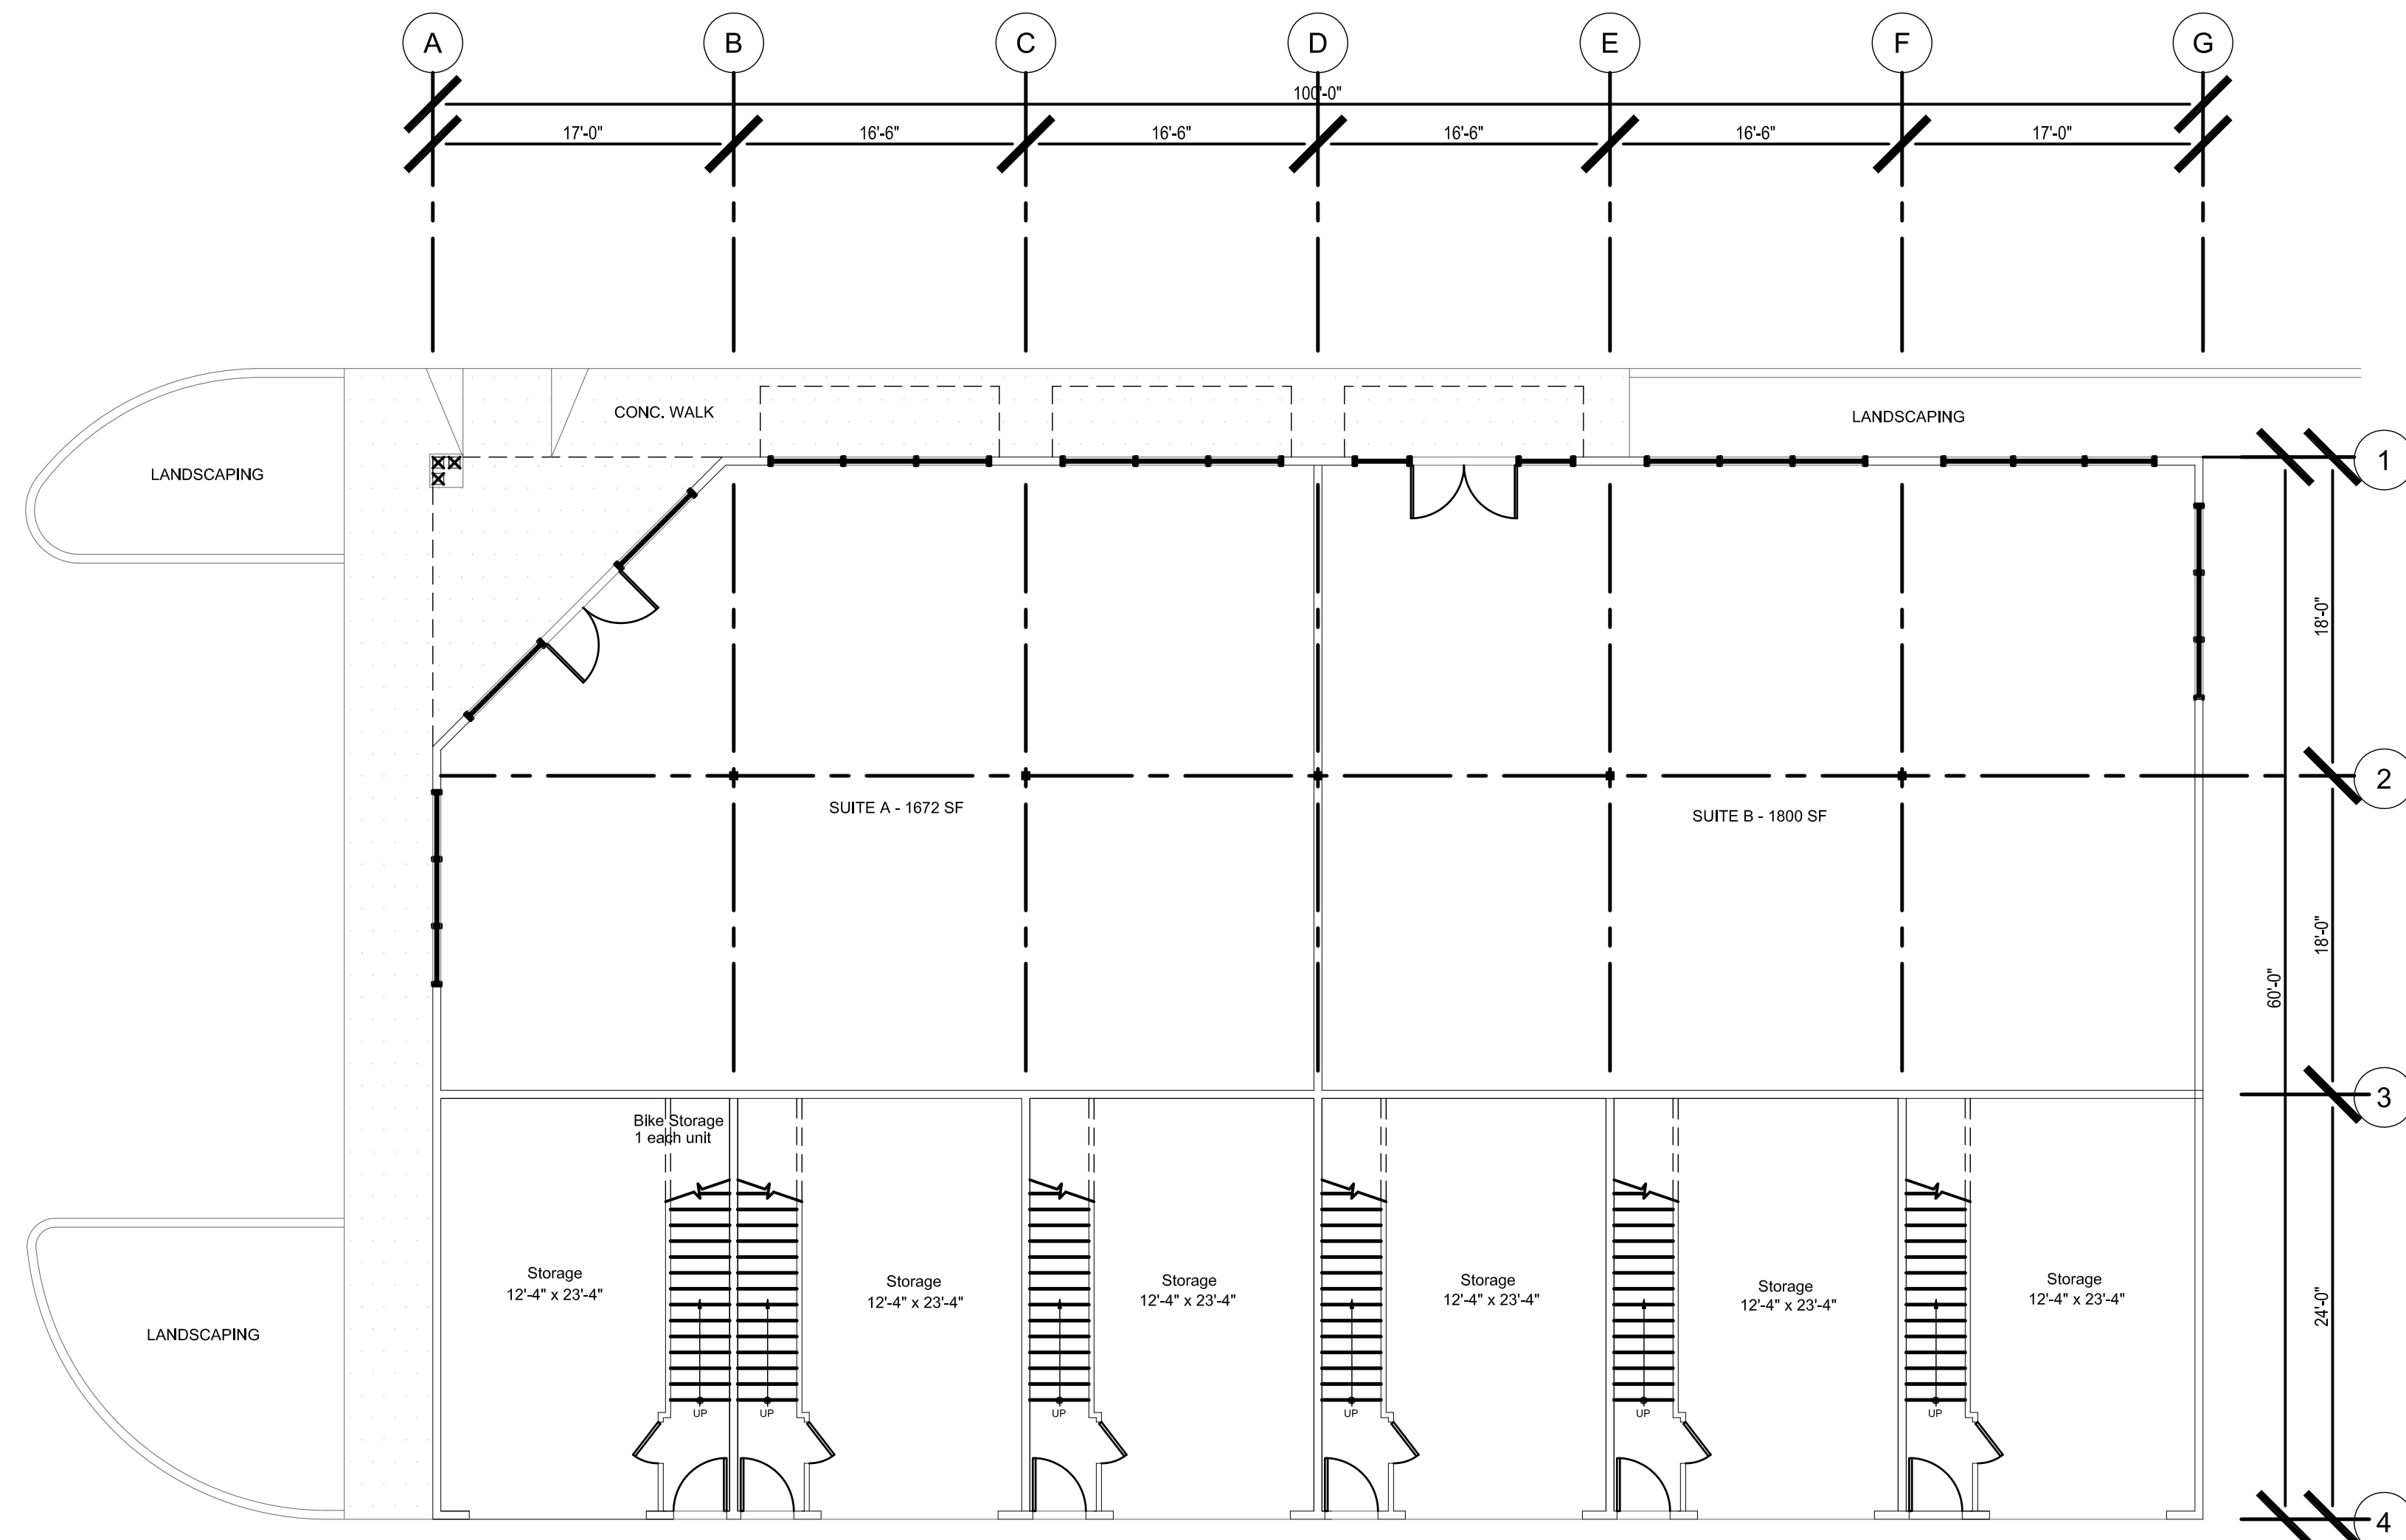 A B C D E F G
100'-0"
17'-0" 16'-6" 16'-6" 16'-6" 16'-6" 17'-0"
CONC. WALK
LANDSCAPING
LANDSCAPING
1
18'-0"
2
SUITE A - 1672 SF
SUITE B - 1800 SF
18'-0"
60'-0"
3
Bike Storage
1 each unit
Storage
12'-4" x 23'-4"
Storage
12'-4" x 23'-4"
Storage
12'-4" x 23'-4"
Storage
12'-4" x 23'-4"
Storage
12'-4" x 23'-4"
Storage
12'-4" x 23'-4"
24'-0"
LANDSCAPING
UP UP UP UP UP UP
4